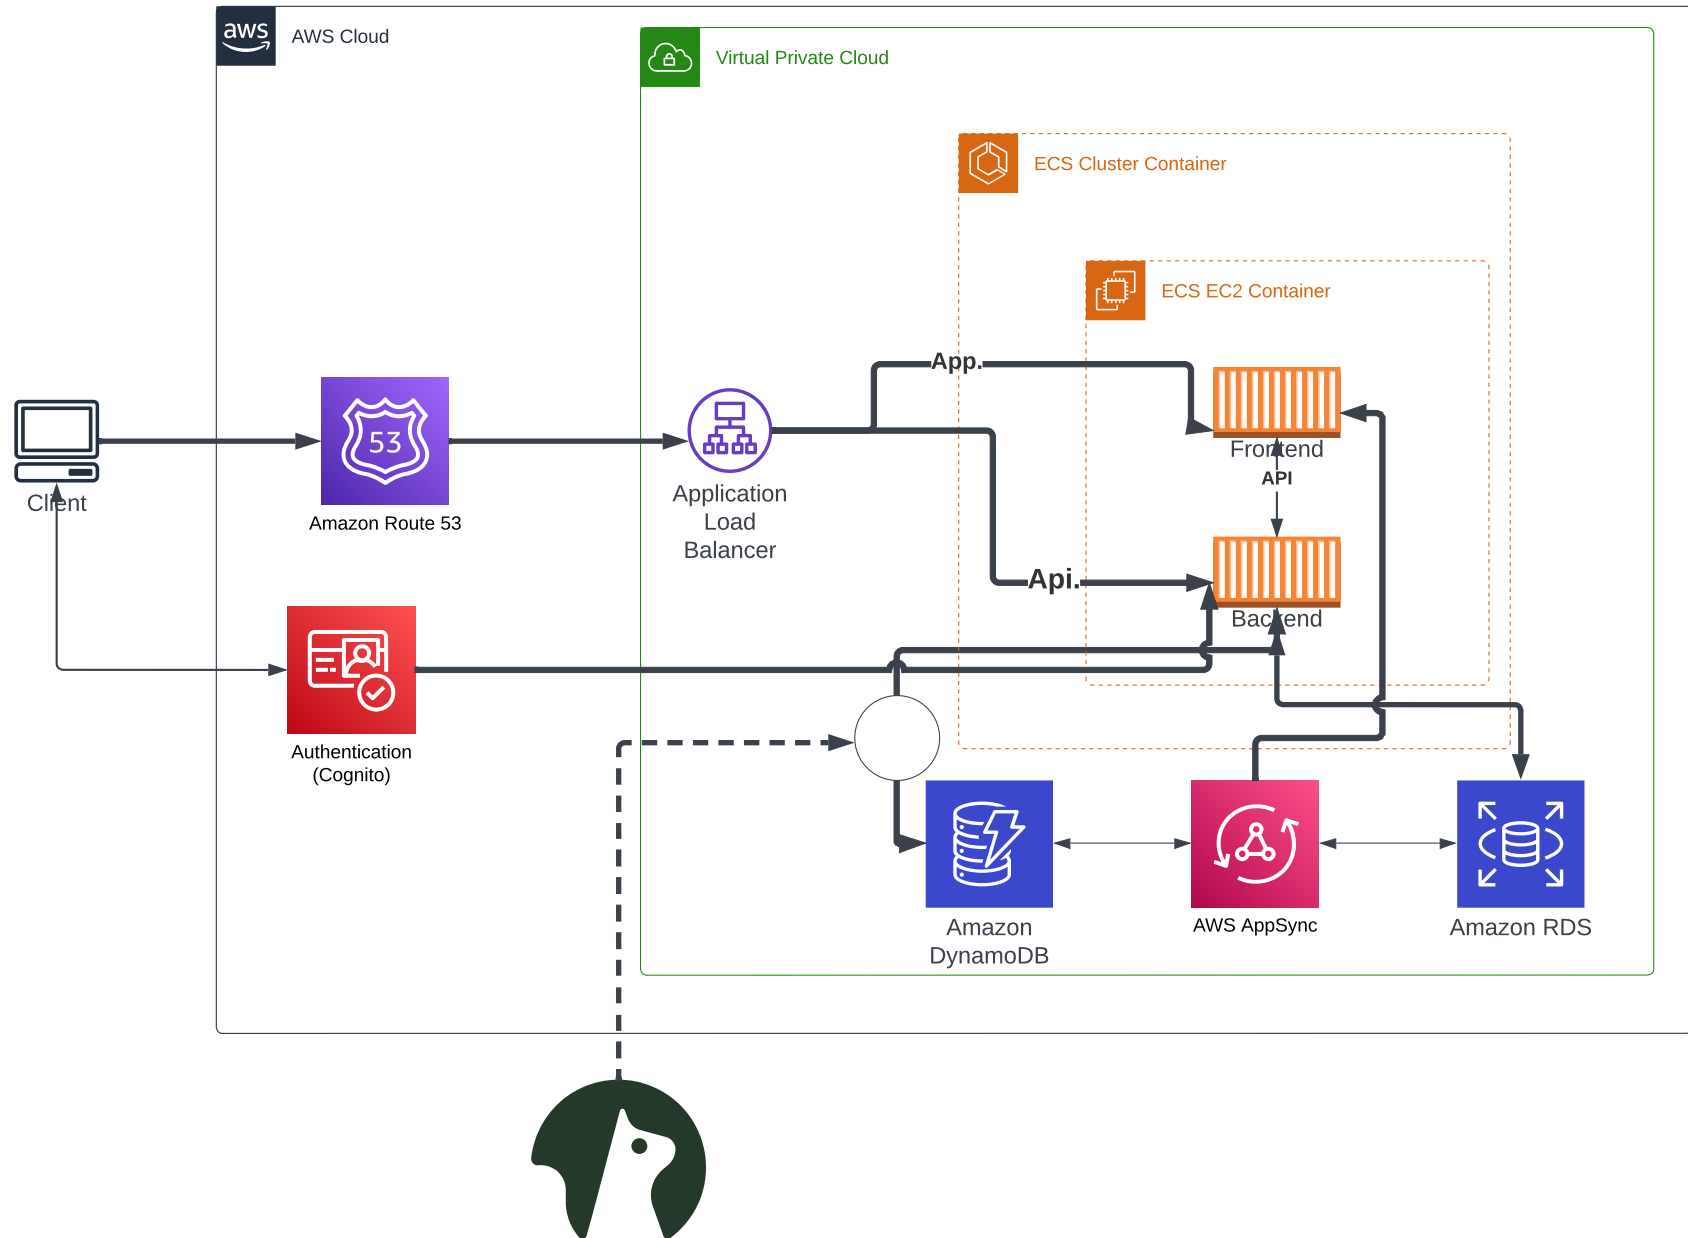 aws
AWS Cloud
Virtual Private Cloud
ECS Cluster Container
ECS EC2 Container
App.
53
Frontend
API
Client
Amazon Route 53
Application
Load
Balancer
Api.
Backend
Authentication
(Cognito)
Amazon
DynamoDB
AWS AppSync
Amazon RDS